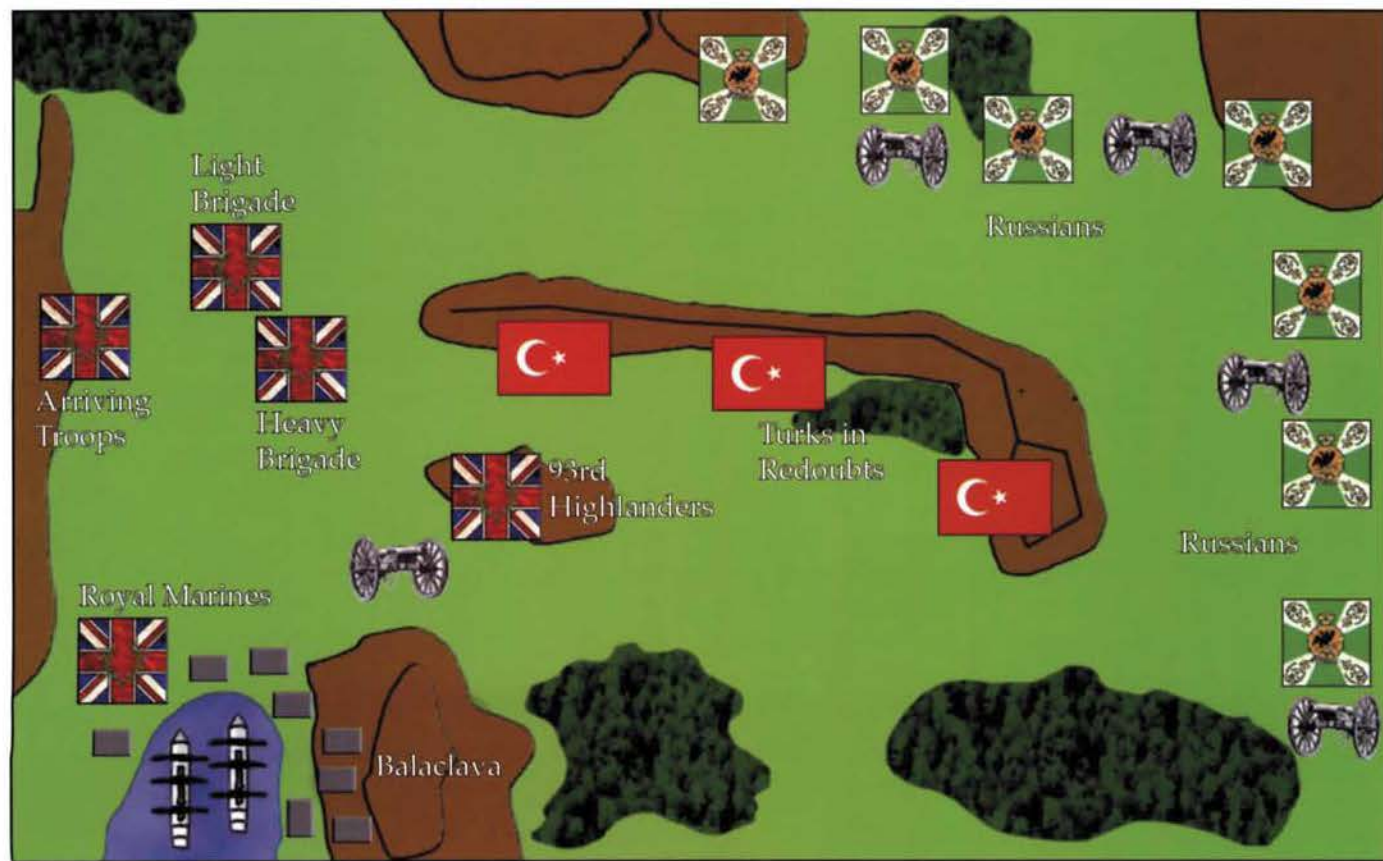 Light
Brigade
Russians
Arriving
Troops
Heavy
Brigade
Turks in
Redoubts
93rd
Highlanders
Russians
Royal Marines
Balaclava